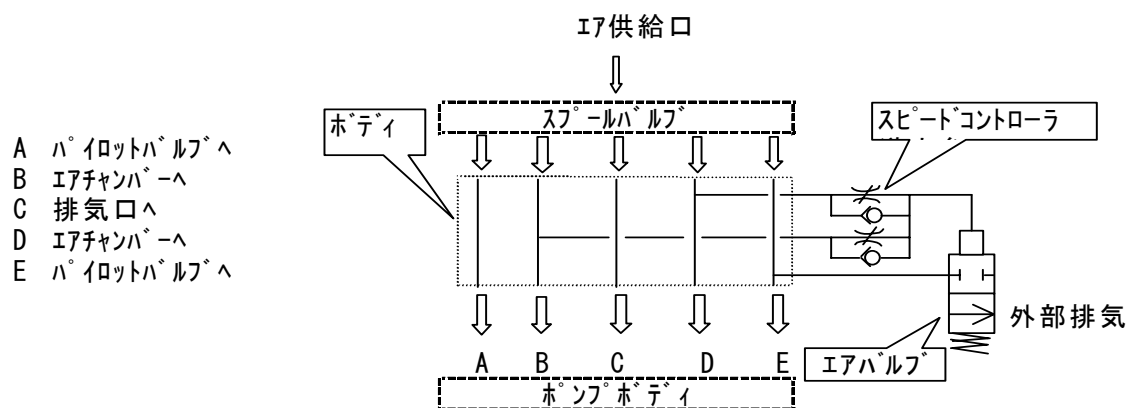 エア供給口
スプールバルブ
ボディ
スピードコントローラ
A パイロットバルブへ
B エアチャンバーへ
C 排気口へ
D エアチャンバーへ
E パイロットバルブへ
外部排気
エアバルブ
A B C D E
ポンプボディ